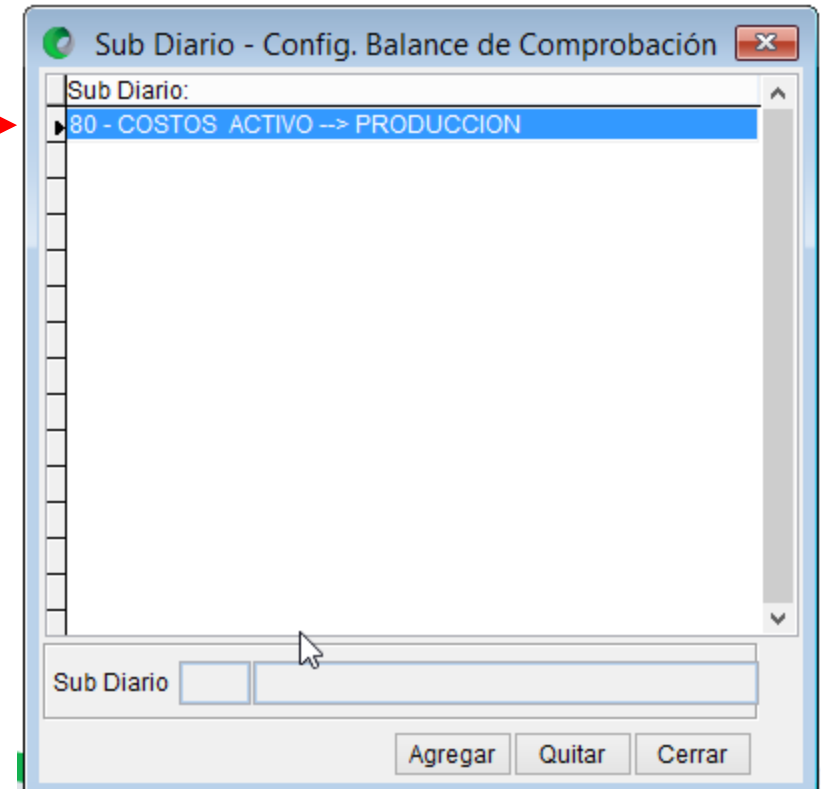 Sub Diario - Config. Balance de Comprobación
Sub Diario:
80 - COSTOS  ACTIVO --> PRODUCCION
Sub Diario
Agregar Quitar Cerrar